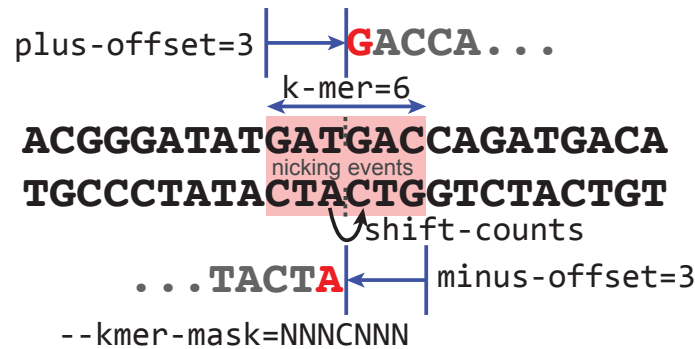 plus-offset=3 GACCA...
k-mer=6
ACGGGATATGATGACCAGATGACA
nicking events
TGCCCTATACTACTGGTCTACTGT
shift-counts
...TACTA minus-offset=3
--kmer-mask=NNNCNNN